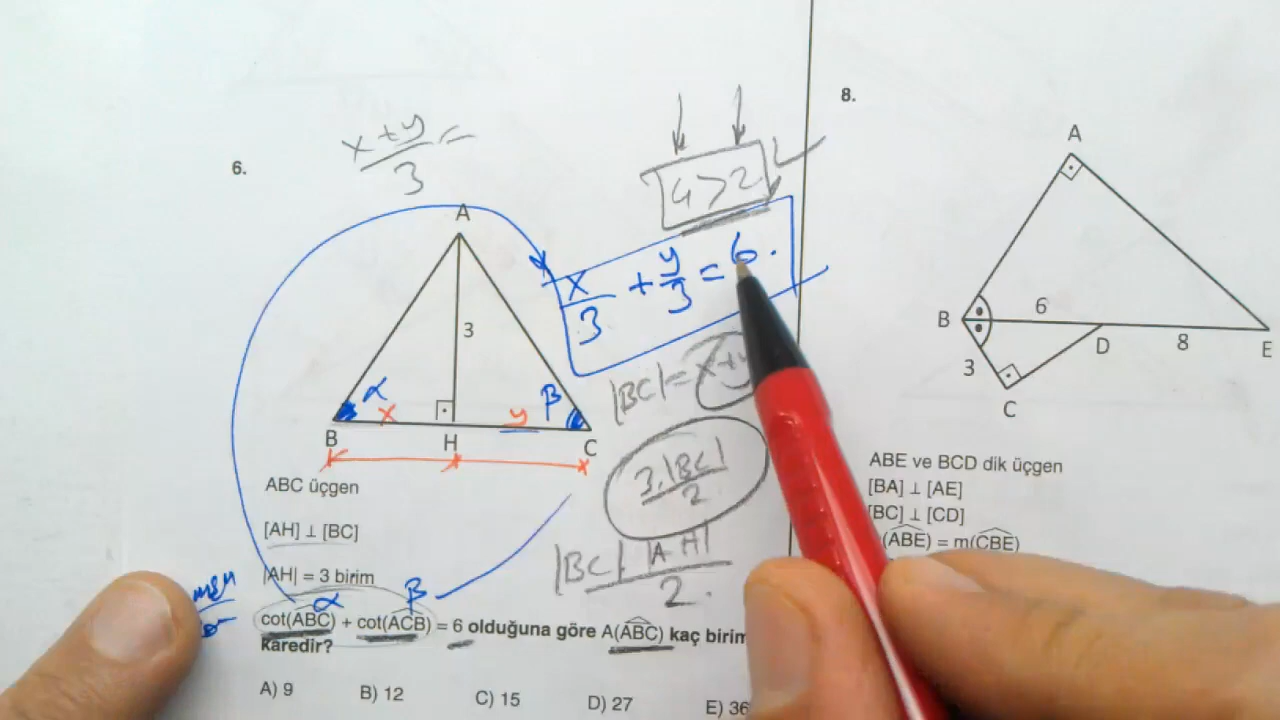 6.
x+y/3 =
4>2
x/3 + y/3 = 6.
A
3
α
β
x
y
B
H
C
|BC|= x+y
3.|BC|/2
|BC|.|AH|/2.
ABC üçgen
[AH] ⊥ [BC]
|AH| = 3 birim
α
β
cot(ABC) + cot(ACB) = 6 olduğuna göre A(ABC) kaç birim
karedir?
A) 9
B) 12
C) 15
D) 27
E) 36
8.
A
B
6
D
8
E
3
C
ABE ve BCD dik üçgen
[BA] ⊥ [AE]
[BC] ⊥ [CD]
(ABE) = m(CBE)